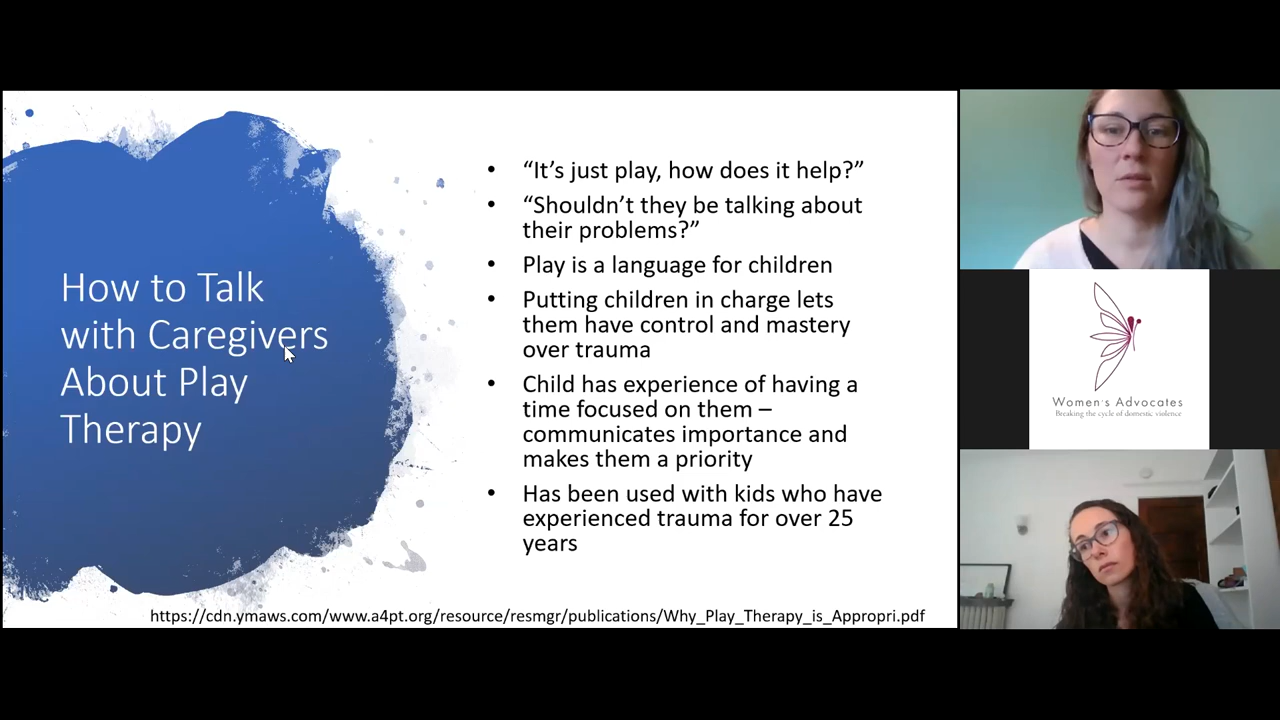 How to Talk
with Caregivers
About Play
Therapy
• “It’s just play, how does it help?”
• “Shouldn’t they be talking about
their problems?”
• Play is a language for children
• Putting children in charge lets
them have control and mastery
over trauma
• Child has experience of having a
time focused on them –
communicates importance and
makes them a priority
• Has been used with kids who have
experienced trauma for over 25
years
https://cdn.ymaws.com/www.a4pt.org/resource/resmgr/publications/Why_Play_Therapy_is_Appropri.pdf
Women's Advocates
Breaking the cycle of domestic violence